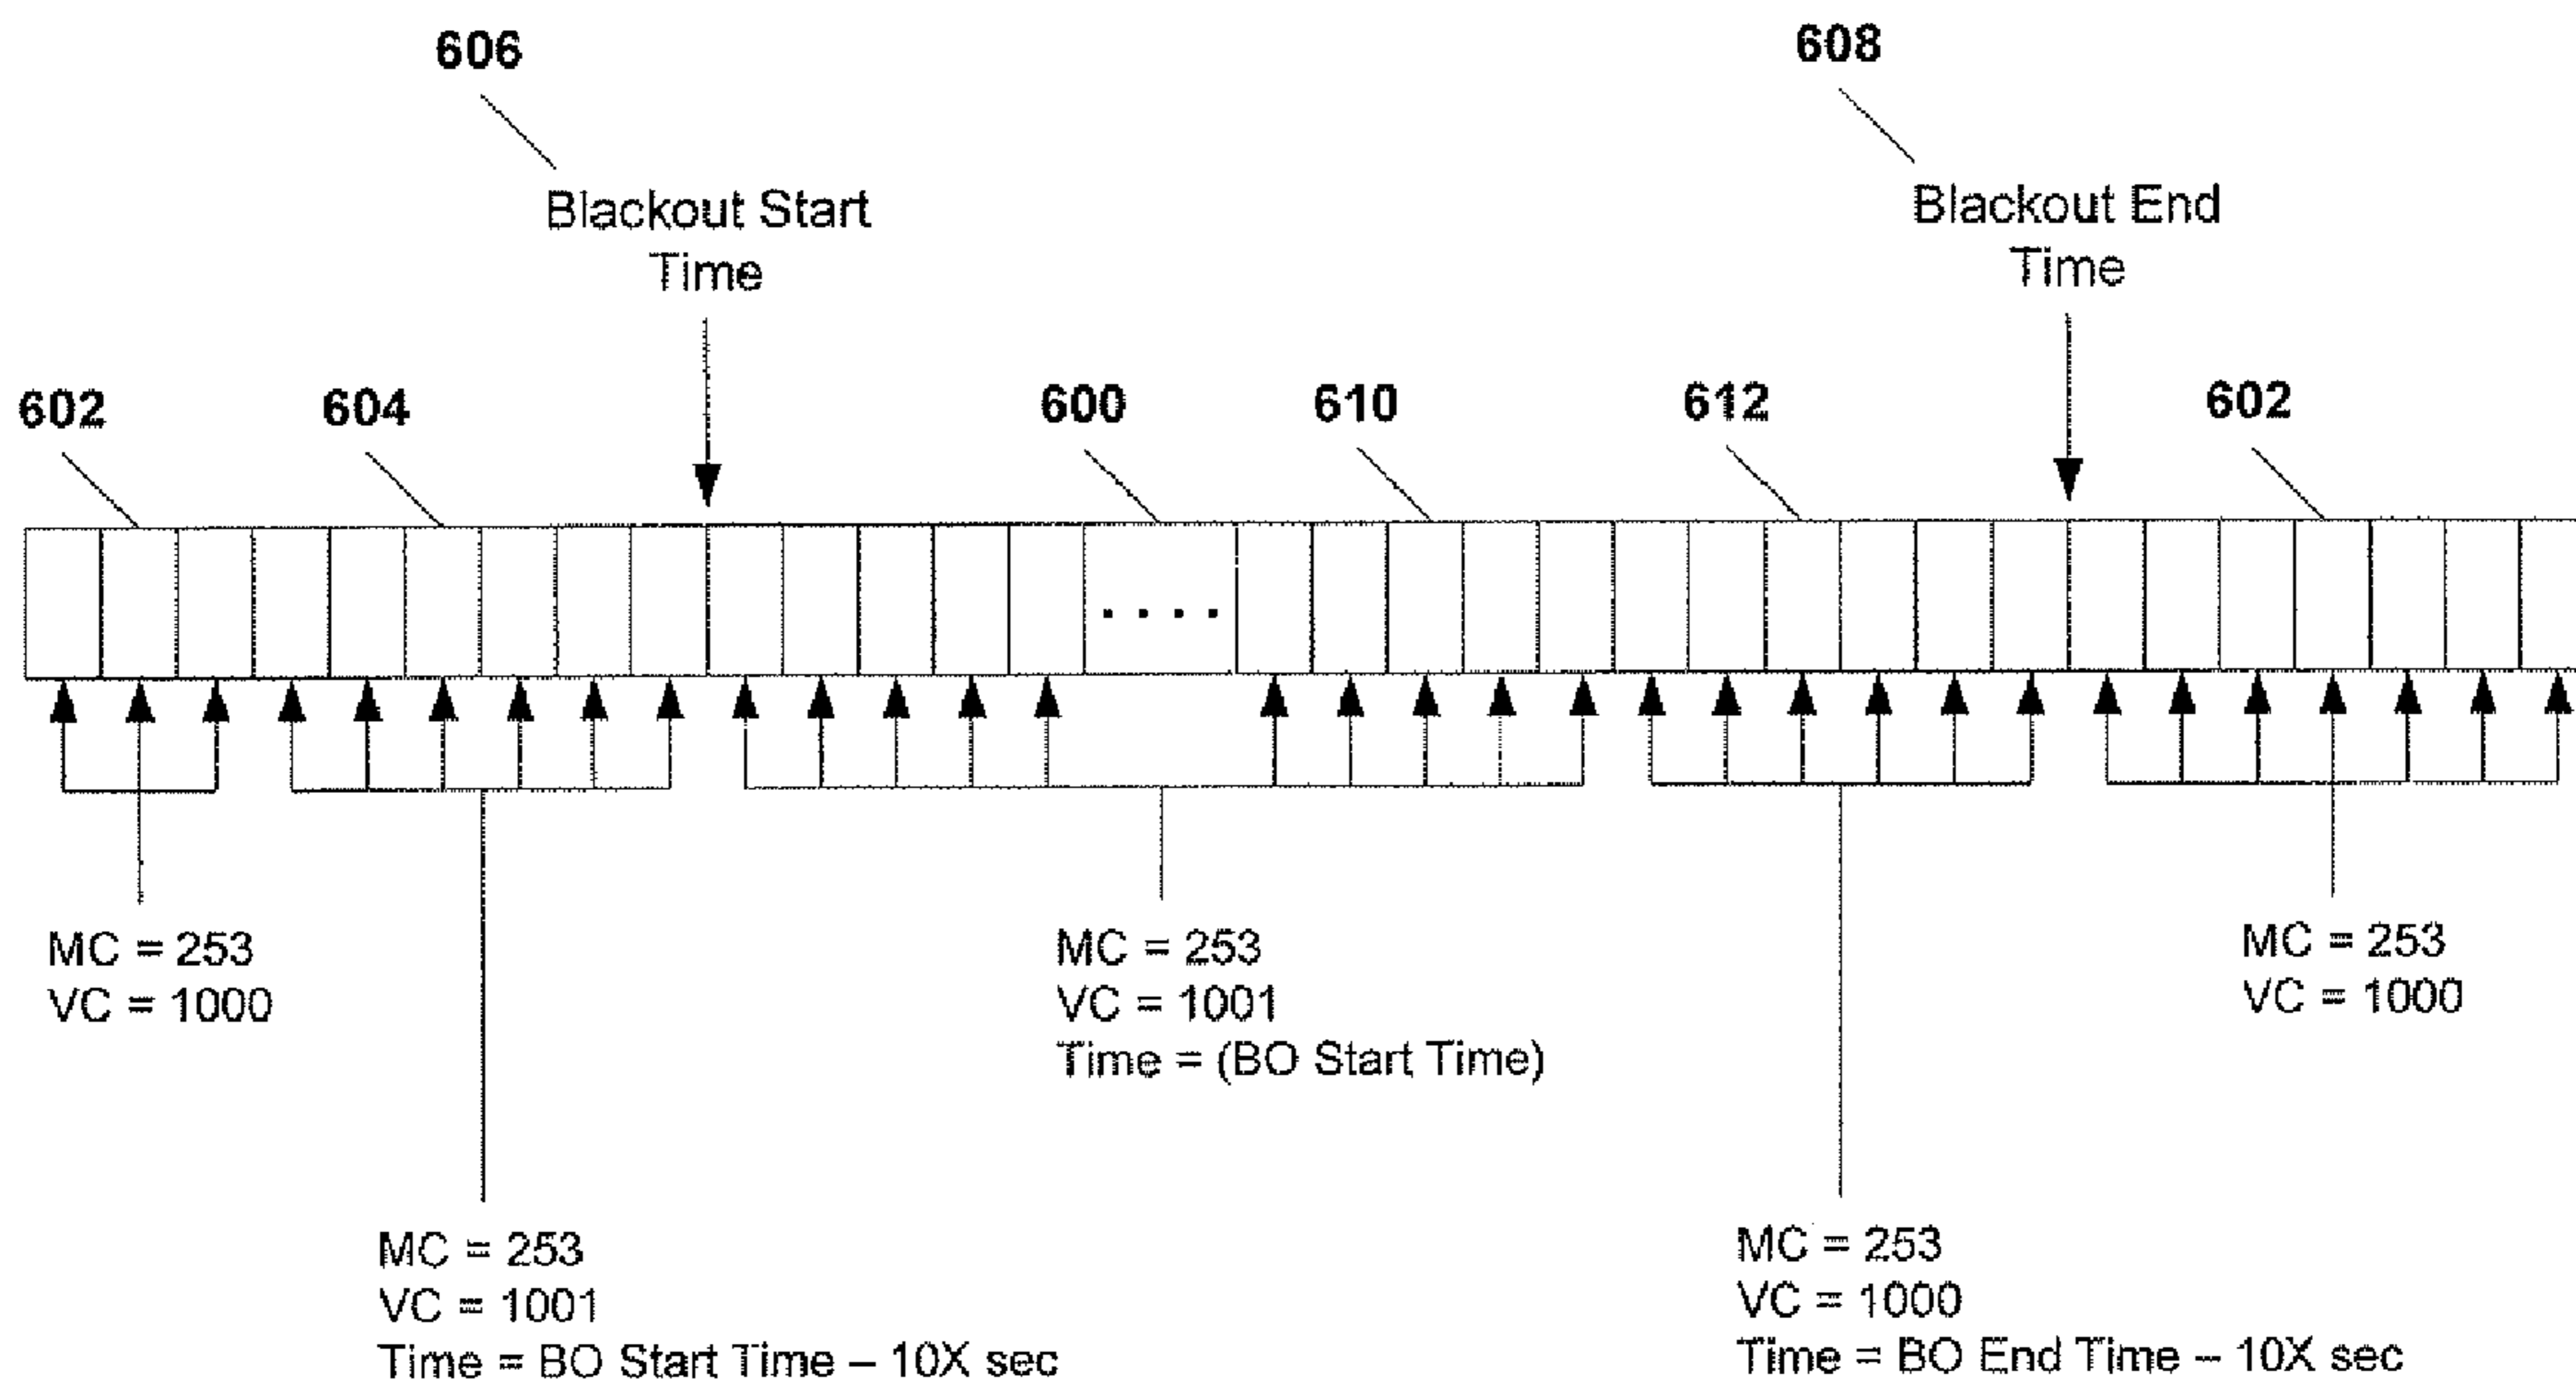 606
608
Blackout Start
Time
Blackout End
Time
602
604
600
610
612
602
....
MC = 253
VC = 1000
MC = 253
VC = 1001
Time = (BO Start Time)
MC = 253
VC = 1000
MC = 253
VC = 1001
Time = BO Start Time – 10X sec
MC = 253
VC = 1000
Time = BO End Time – 10X sec